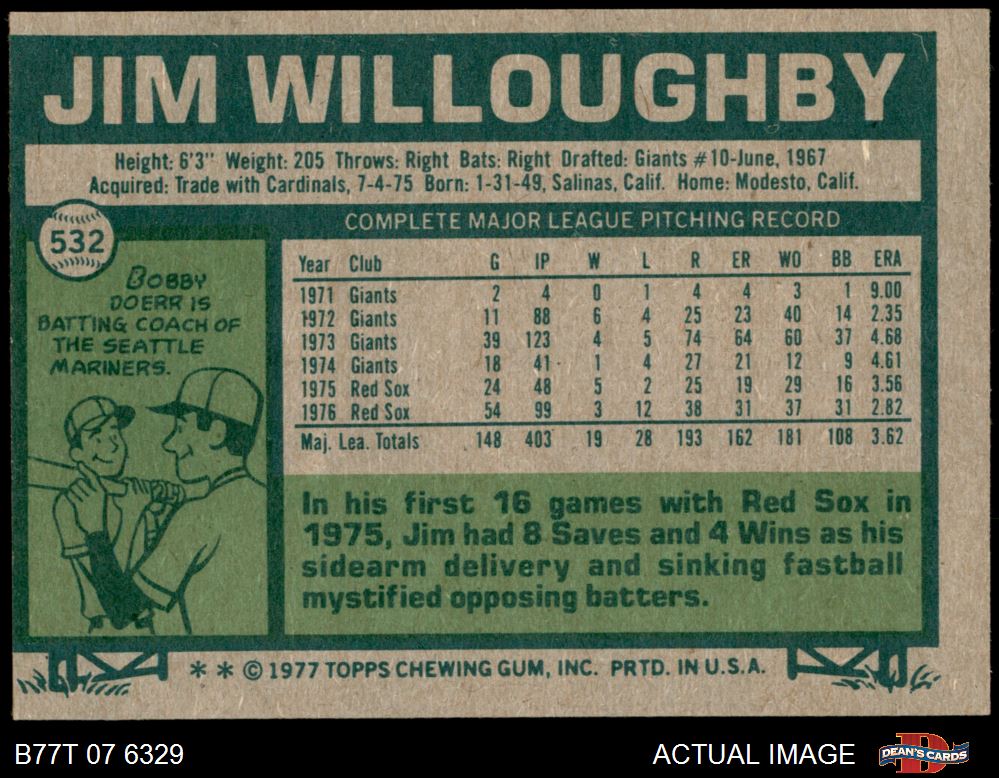 JIM WILLOUGHBY
Height: 6'3" Weight: 205 Throws: Right Bats: Right Drafted: Giants #10-June, 1967
Acquired: Trade with Cardinals, 7-4-75 Born: 1-31-49, Salinas, Calif. Home: Modesto, Calif.
532
BOBBY
DOERR IS
BATTING COACH OF
THE SEATTLE
MARINERS.
COMPLETE MAJOR LEAGUE PITCHING RECORD
Year Club G IP W L R ER WO BB ERA
1971 Giants 2 4 0 1 4 4 3 1 9.00
1972 Giants 11 88 6 4 25 23 40 14 2.35
1973 Giants 39 123 4 5 74 64 60 37 4.68
1974 Giants 18 41 1 4 27 21 12 9 4.61
1975 Red Sox 24 48 5 2 25 19 29 16 3.56
1976 Red Sox 54 99 3 12 38 31 37 31 2.82
Maj. Lea. Totals 148 403 19 28 193 162 181 108 3.62
In his first 16 games with Red Sox in
1975, Jim had 8 Saves and 4 Wins as his
sidearm delivery and sinking fastball
mystified opposing batters.
* * © 1977 TOPPS CHEWING GUM, INC. PRTD. IN U.S.A.
B77T 07 6329
ACTUAL IMAGE
D
DEAN'S CARDS